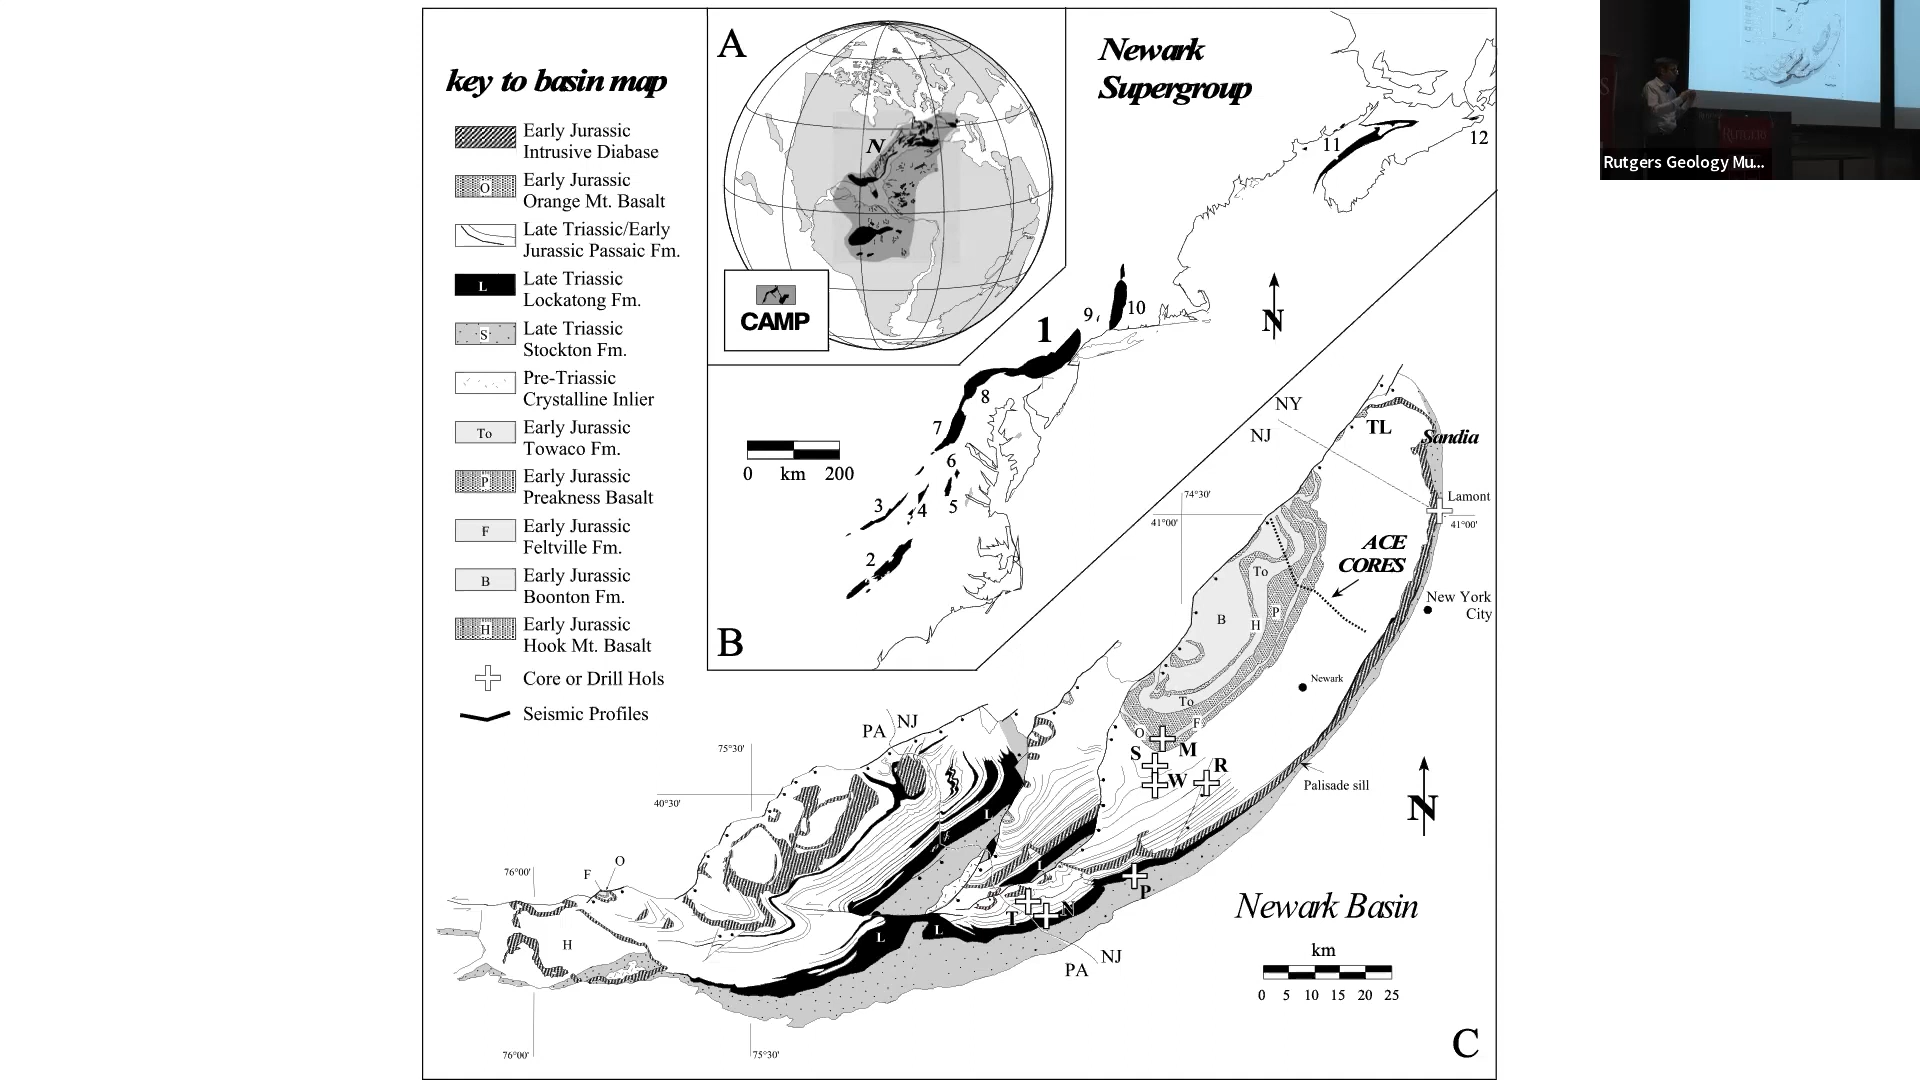 key to basin map
Early Jurassic
Intrusive Diabase
O
Early Jurassic
Orange Mt. Basalt
Late Triassic/Early
Jurassic Passaic Fm.
L
Late Triassic
Lockatong Fm.
S
Late Triassic
Stockton Fm.
Pre-Triassic
Crystalline Inlier
To
Early Jurassic
Towaco Fm.
P
Early Jurassic
Preakness Basalt
F
Early Jurassic
Feltville Fm.
B
Early Jurassic
Boonton Fm.
H
Early Jurassic
Hook Mt. Basalt
Core or Drill Hols
Seismic Profiles
A
N
CAMP
Newark
Supergroup
12
11
10
9
1
8
7
6
5
4
3
2
N
0 km 200
B
NY
NJ
TL
Sandia
Lamont
74°30'
41°00'
41°00'
ACE
CORES
New York
City
To
P
B
H
Newark
To
F
O
M
S
W
R
Palisade sill
N
PA
NJ
75°30'
40°30'
L
L
76°00'
O
F
P
T
N
L
L
H
NJ
PA
Newark Basin
km
0 5 10 15 20 25
76°00'
75°30'
C
RUTGERS
Rutgers Geology Mu...